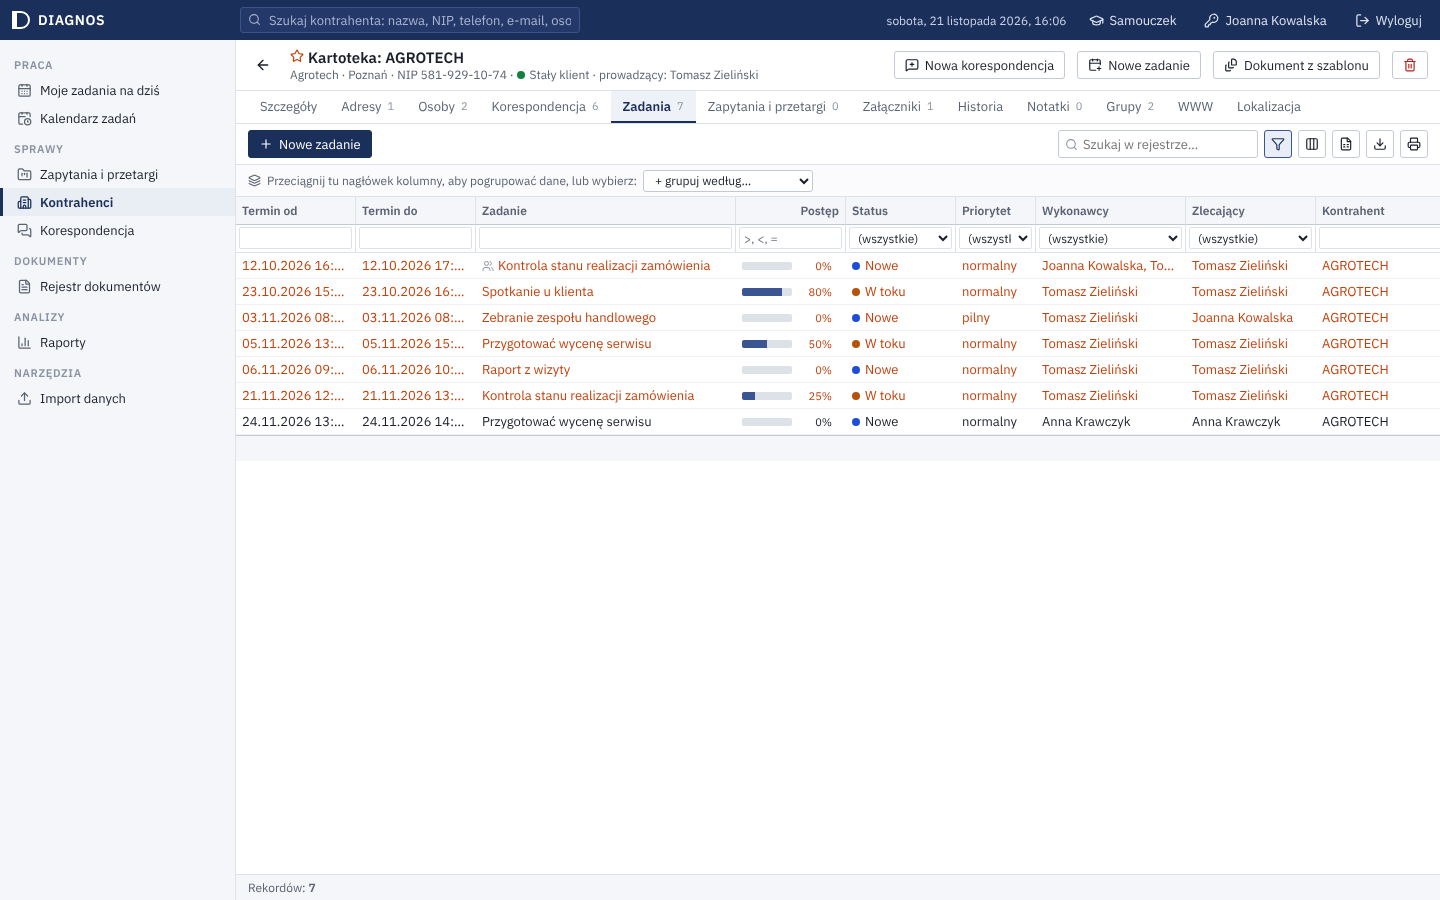 DIAGNOS
Szukaj kontrahenta: nazwa, NIP, telefon, e-mail, oso
sobota, 21 listopada 2026, 16:06
Samouczek
Joanna Kowalska
Wyloguj
PRACA
Moje zadania na dziś
Kalendarz zadań
SPRAWY
Zapytania i przetargi
Kontrahenci
Korespondencja
DOKUMENTY
Rejestr dokumentów
ANALIZY
Raporty
NARZĘDZIA
Import danych
Kartoteka: AGROTECH
Agrotech · Poznań · NIP 581-929-10-74 · Stały klient · prowadzący: Tomasz Zieliński
Nowa korespondencja
Nowe zadanie
Dokument z szablonu
Szczegóły Adresy 1 Osoby 2 Korespondencja 6 Zadania 7 Zapytania i przetargi 0 Załączniki 1 Historia Notatki 0 Grupy 2 WWW Lokalizacja
Nowe zadanie
Szukaj w rejestrze...
Przeciągnij tu nagłówek kolumny, aby pogrupować dane, lub wybierz: + grupuj według...
Termin od Termin do Zadanie Postęp Status Priorytet Wykonawcy Zlecający Kontrahent
>, <, = (wszystkie) (wszystl (wszystkie) (wszystkie)
12.10.2026 16:... 12.10.2026 17:... Kontrola stanu realizacji zamówienia 0% Nowe normalny Joanna Kowalska, To... Tomasz Zieliński AGROTECH
23.10.2026 15:... 23.10.2026 16:... Spotkanie u klienta 80% W toku normalny Tomasz Zieliński Tomasz Zieliński AGROTECH
03.11.2026 08:... 03.11.2026 08:... Zebranie zespołu handlowego 0% Nowe pilny Tomasz Zieliński Joanna Kowalska AGROTECH
05.11.2026 13:... 05.11.2026 15:... Przygotować wycenę serwisu 50% W toku normalny Tomasz Zieliński Tomasz Zieliński AGROTECH
06.11.2026 09:... 06.11.2026 10:... Raport z wizyty 0% Nowe normalny Tomasz Zieliński Tomasz Zieliński AGROTECH
21.11.2026 12:... 21.11.2026 13:... Kontrola stanu realizacji zamówienia 25% W toku normalny Tomasz Zieliński Tomasz Zieliński AGROTECH
24.11.2026 13:... 24.11.2026 14:... Przygotować wycenę serwisu 0% Nowe normalny Anna Krawczyk Anna Krawczyk AGROTECH
Rekordów: 7